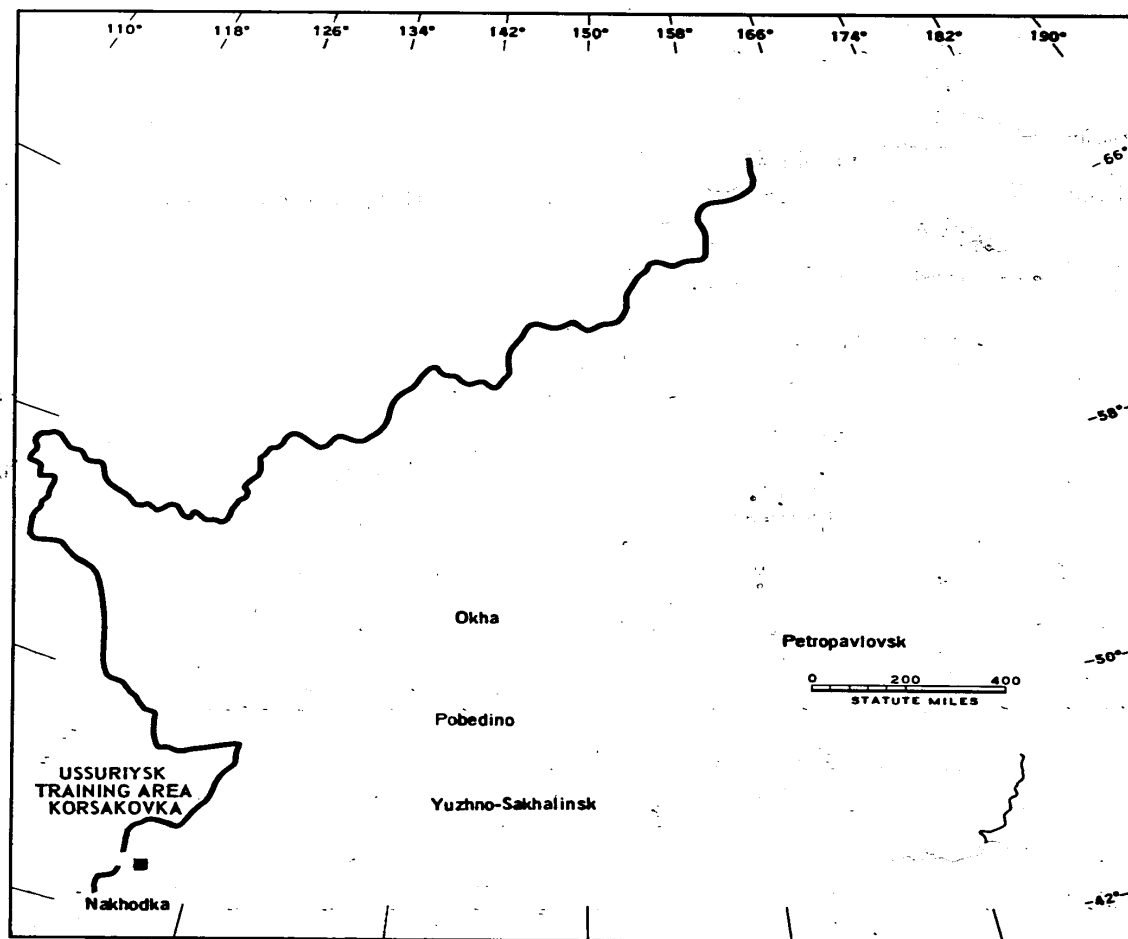 110° 118° 126° 134° 142° 150° 158° 166° 174° 182° 190°
66°
58°
Okha
Petropavlovsk
50°
0 200 400
STATUTE MILES
Pobedino
USSURIYSK
TRAINING AREA
KORSAKOVKA
Yuzhno-Sakhalinsk
Nakhodka
42°